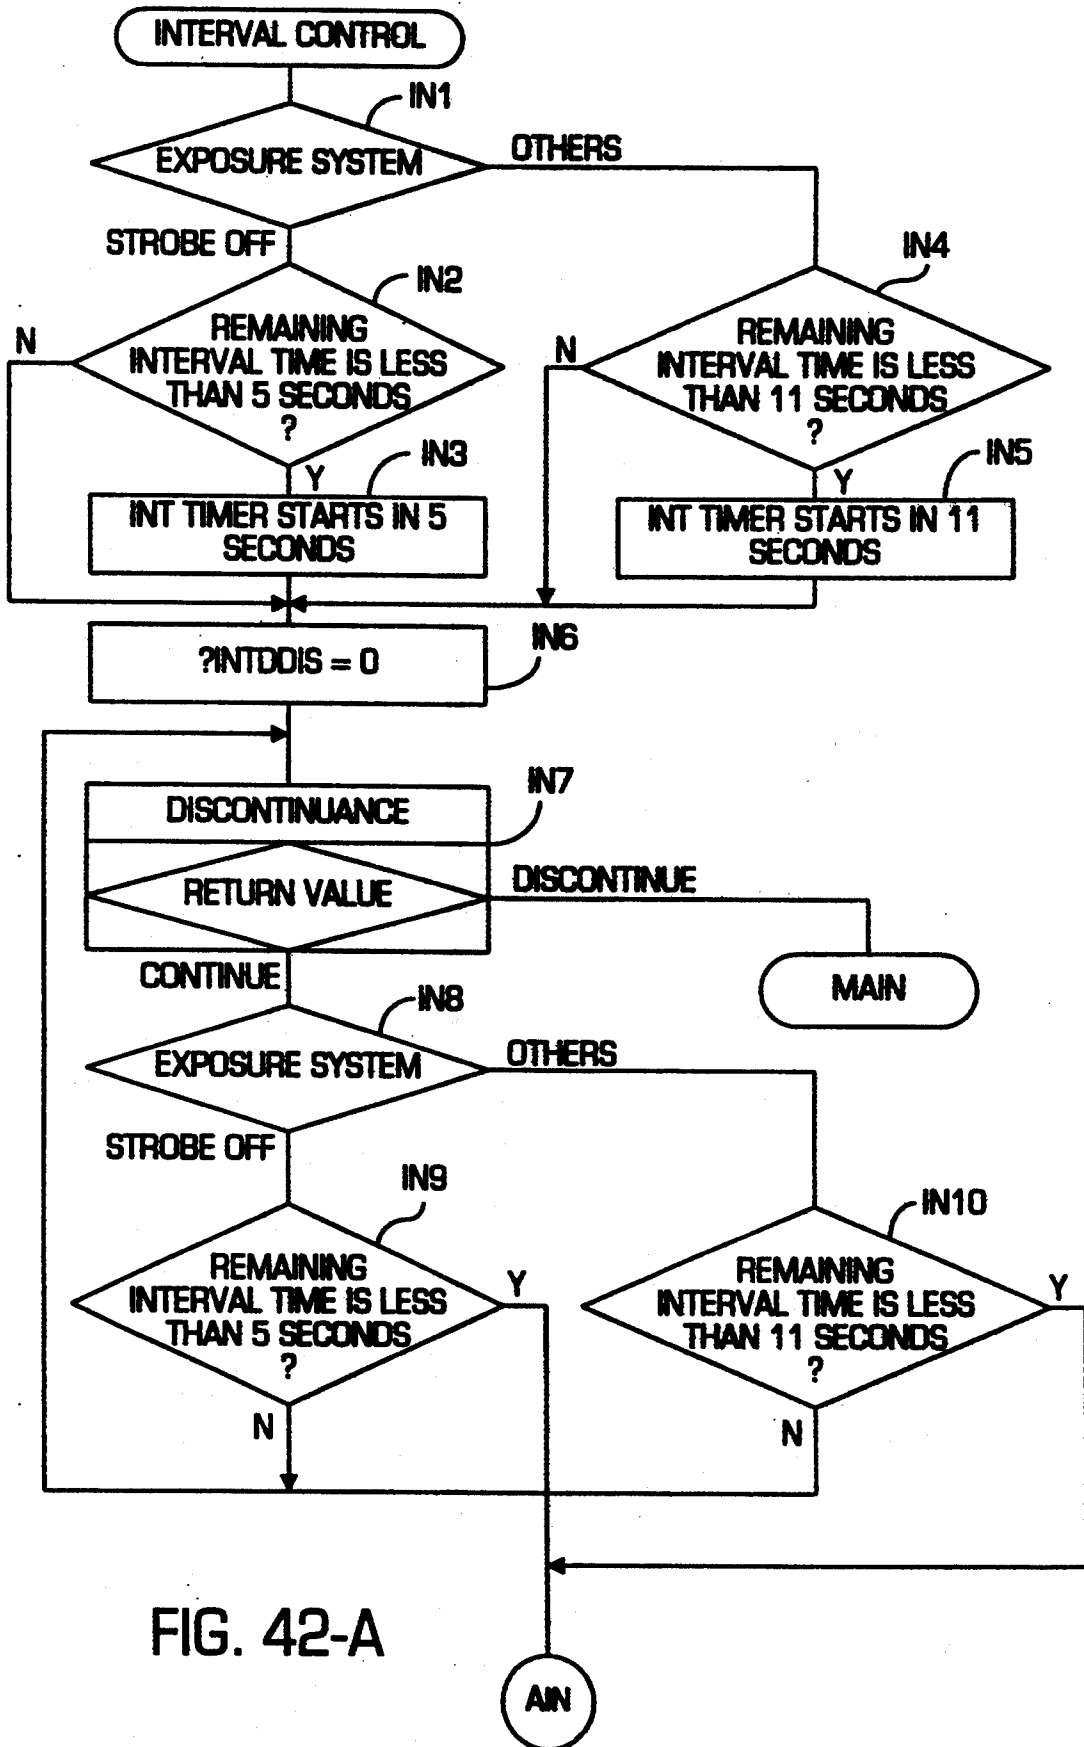 INTERVAL CONTROL
IN1
EXPOSURE SYSTEM
OTHERS
STROBE OFF
IN2
IN4
N
REMAINING
INTERVAL TIME IS LESS
THAN 5 SECONDS
?
N
REMAINING
INTERVAL TIME IS LESS
THAN 11 SECONDS
?
Y
IN3
Y
IN5
INT TIMER STARTS IN 5
SECONDS
INT TIMER STARTS IN 11
SECONDS
IN6
?INTDDIS = 0
IN7
DISCONTINUANCE
RETURN VALUE
DISCONTINUE
CONTINUE
MAIN
IN8
EXPOSURE SYSTEM
OTHERS
STROBE OFF
IN9
IN10
REMAINING
INTERVAL TIME IS LESS
THAN 5 SECONDS
?
Y
REMAINING
INTERVAL TIME IS LESS
THAN 11 SECONDS
?
Y
N
N
FIG. 42-A
AIN